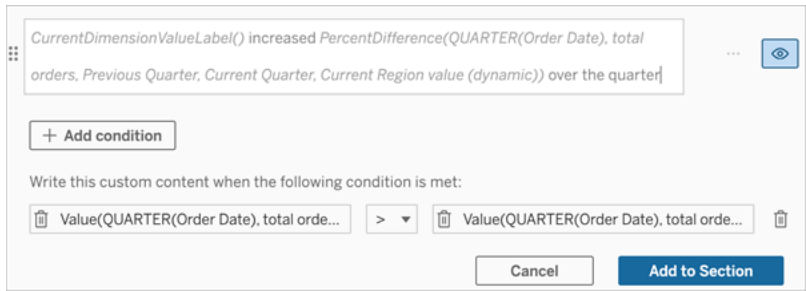 CurrentDimensionValueLabel() increased PercentDifference(QUARTER(Order Date), total
orders, Previous Quarter, Current Quarter, Current Region value (dynamic)) over the quarter
+ Add condition
Write this custom content when the following condition is met:
Value(QUARTER(Order Date), total orde... > Value(QUARTER(Order Date), total orde...
Cancel Add to Section